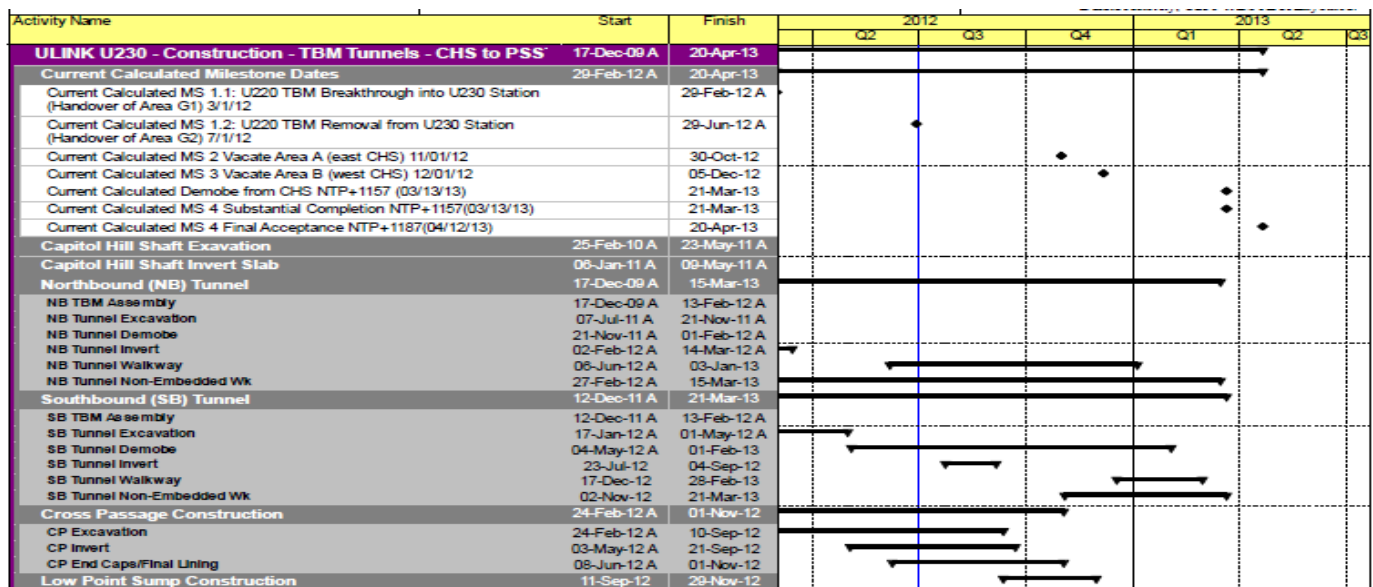 Activity Name Start Finish 2012 2013
Q2 Q3 Q4 Q1 Q2 Q3
ULINK U230 - Construction - TBM Tunnels - CHS to PSS 17-Dec-09 A 20-Apr-13
Current Calculated Milestone Dates 29-Feb-12 A 20-Apr-13
Current Calculated MS 1.1: U220 TBM Breakthrough into U230 Station 29-Feb-12 A
(Handover of Area G1) 3/1/12
Current Calculated MS 1.2: U220 TBM Removal from U230 Station 29-Jun-12 A
(Handover of Area G2) 7/1/12
Current Calculated MS 2 Vacate Area A (east CHS) 11/01/12 30-Oct-12
Current Calculated MS 3 Vacate Area B (west CHS) 12/01/12 05-Dec-12
Current Calculated Demobe from CHS NTP+1157 (03/13/13) 21-Mar-13
Current Calculated MS 4 Substantial Completion NTP+1157(03/13/13) 21-Mar-13
Current Calculated MS 4 Final Acceptance NTP+1187(04/12/13) 20-Apr-13
Capitol Hill Shaft Exavation 25-Feb-10 A 23-May-11 A
Capitol Hill Shaft Invert Slab 06-Jan-11 A 09-May-11 A
Northbound (NB) Tunnel 17-Dec-09 A 15-Mar-13
NB TBM Assembly 17-Dec-09 A 13-Feb-12 A
NB Tunnel Excavation 07-Jul-11 A 21-Nov-11 A
NB Tunnel Demobe 21-Nov-11 A 01-Feb-12 A
NB Tunnel Invert 02-Feb-12 A 14-Mar-12 A
NB Tunnel Walkway 06-Jun-12 A 03-Jan-13
NB Tunnel Non-Embedded Wk 27-Feb-12 A 15-Mar-13
Southbound (SB) Tunnel 12-Dec-11 A 21-Mar-13
SB TBM Assembly 12-Dec-11 A 13-Feb-12 A
SB Tunnel Excavation 17-Jan-12 A 01-May-12 A
SB Tunnel Demobe 04-May-12 A 01-Feb-13
SB Tunnel Invert 23-Jul-12 04-Sep-12
SB Tunnel Walkway 17-Dec-12 28-Feb-13
SB Tunnel Non-Embedded Wk 02-Nov-12 21-Mar-13
Cross Passage Construction 24-Feb-12 A 01-Nov-12
CP Excavation 24-Feb-12 A 10-Sep-12
CP Invert 03-May-12 A 21-Sep-12
CP End Caps/Final Lining 08-Jun-12 A 01-Nov-12
Low Point Sump Construction 11-Sep-12 29-Nov-12